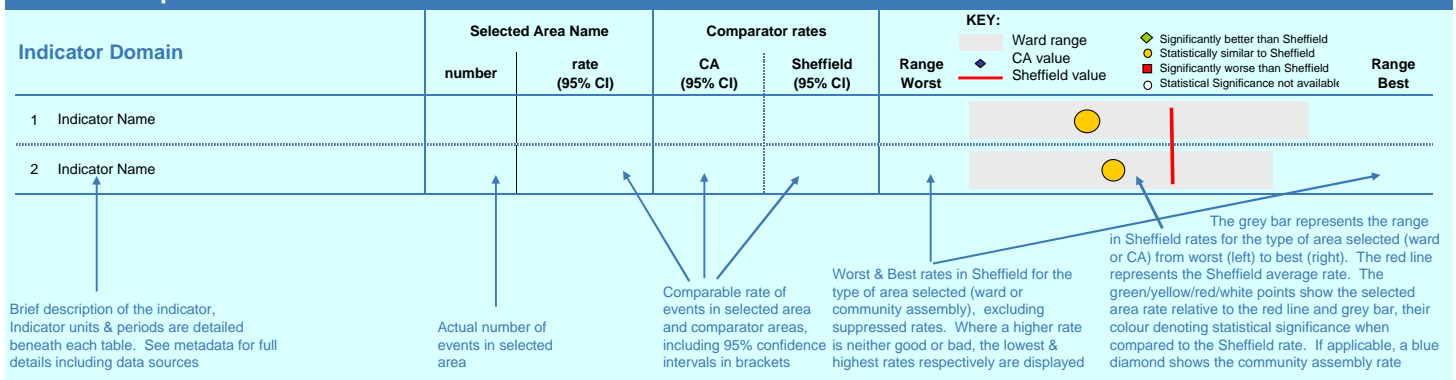 KEY:
Indicator Domain
Selected Area Name
Comparator rates
number
rate
(95% CI)
CA
(95% CI)
Sheffield
(95% CI)
Range
Worst
Ward range
CA value
Sheffield value
Significantly better than Sheffield
Statistically similar to Sheffield
Significantly worse than Sheffield
Statistical Significance not available
Range
Best
1 Indicator Name
2 Indicator Name
Brief description of the indicator,
Indicator units & periods are detailed
beneath each table. See metadata for full
details including data sources
Actual number of
events in selected
area
Comparable rate of
events in selected area
and comparator areas,
including 95% confidence
intervals in brackets
Worst & Best rates in Sheffield for the
type of area selected (ward or
community assembly), excluding
suppressed rates. Where a higher rate
is neither good or bad, the lowest &
highest rates respectively are displayed
The grey bar represents the range
in Sheffield rates for the type of area selected (ward
or CA) from worst (left) to best (right). The red line
represents the Sheffield average rate. The
green/yellow/red/white points show the selected
area rate relative to the red line and grey bar, their
colour denoting statistical significance when
compared to the Sheffield rate. If applicable, a blue
diamond shows the community assembly rate